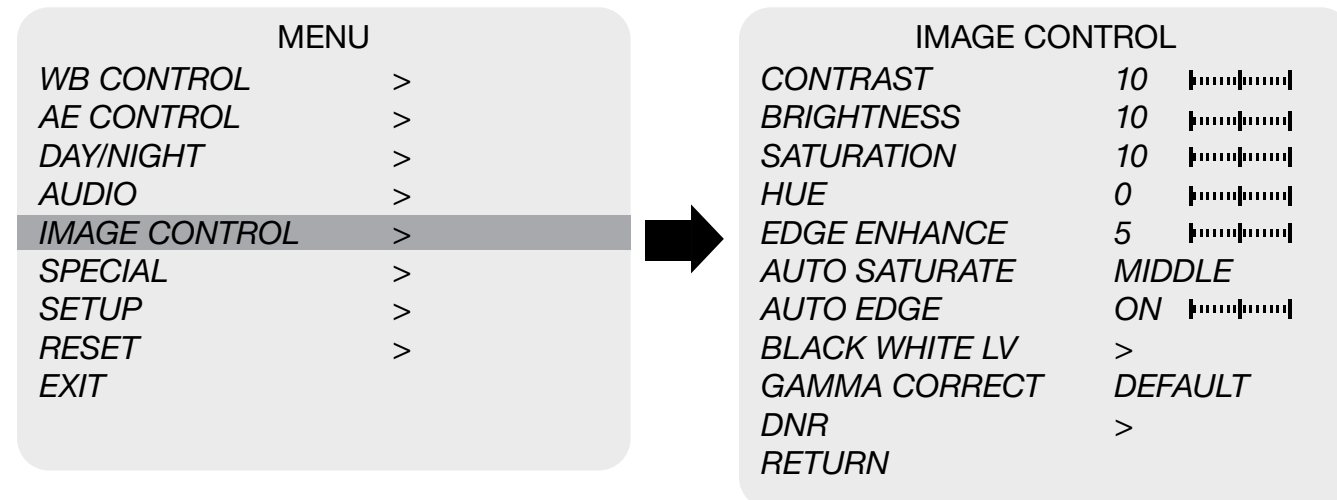 MENU
WB CONTROL >
AE CONTROL >
DAY/NIGHT >
AUDIO >
IMAGE CONTROL >
SPECIAL >
SETUP >
RESET >
EXIT
IMAGE CONTROL
CONTRAST 10
BRIGHTNESS 10
SATURATION 10
HUE 0
EDGE ENHANCE 5
AUTO SATURATE MIDDLE
AUTO EDGE ON
BLACK WHITE LV >
GAMMA CORRECT DEFAULT
DNR >
RETURN